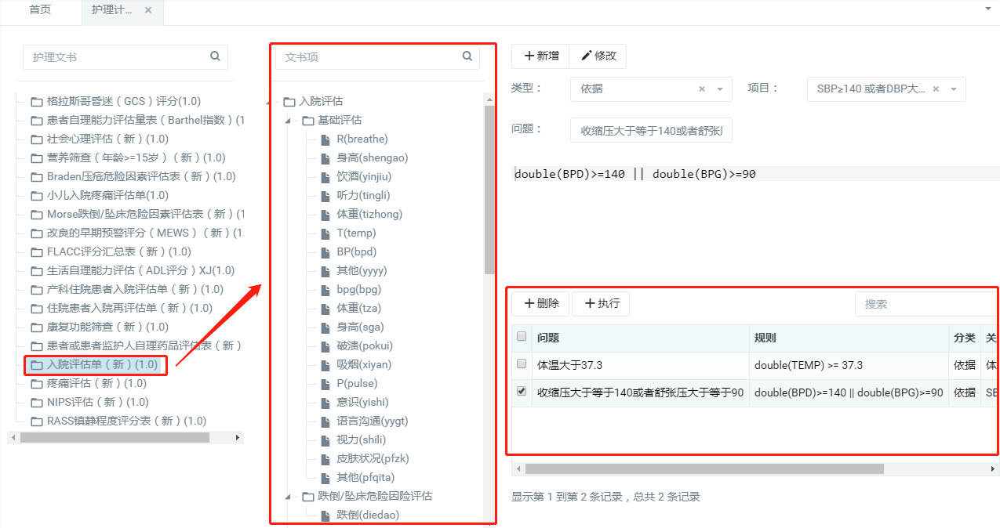 首页
护理计... ×
护理文书
格拉斯哥昏迷（GCS）评分(1.0)
患者自理能力评估量表（Barthel指数）(1
社会心理评估（新）(1.0)
营养筛查（年龄>=15岁）（新）(1.0)
Braden压疮危险因素评估表（新）(1.0)
小儿入院疼痛评估单(1.0)
Morse跌倒/坠床危险因素评估表（新）(1
改良的早期预警评分（MEWS）（新）(1.
FLACC评分汇总表（新）(1.0)
生活自理能力评估（ADL评分）XJ(1.0)
产科住院患者入院评估单（新）(1.0)
住院患者入院再评估单（新）(1.0)
康复功能筛查（新）(1.0)
患者或患者监护人自理药品评估表（新）
入院评估单（新）(1.0)
疼痛评估（新）(1.0)
NIPS评估（新）(1.0)
RASS镇静程度评分表（新）(1.0)
文书项
入院评估
基础评估
R(breathe)
身高(shengao)
饮酒(yinjiu)
听力(tingli)
体重(tizhong)
T(temp)
BP(bpd)
其他(yyyy)
bpg(bpg)
体重(tza)
身高(sga)
破溃(pokui)
吸烟(xiyan)
P(pulse)
意识(yishi)
语言沟通(yygt)
视力(shili)
皮肤状况(pfzk)
其他(pfqita)
跌倒/坠床危险因险评估
跌倒(diedao)
新增 修改
类型： 依据 × 项目： SBP≥140 或者DBP大... ×
问题： 收缩压大于等于140或者舒张
double(BPD)>=140 || double(BPG)>=90
删除 执行 搜索
问题 规则 分类 关
体温大于37.3 double(TEMP) >= 37.3 依据 体
收缩压大于等于140或者舒张压大于等于90 double(BPD)>=140 || double(BPG)>=90 依据 SB
显示第 1 到第 2 条记录，总共 2 条记录